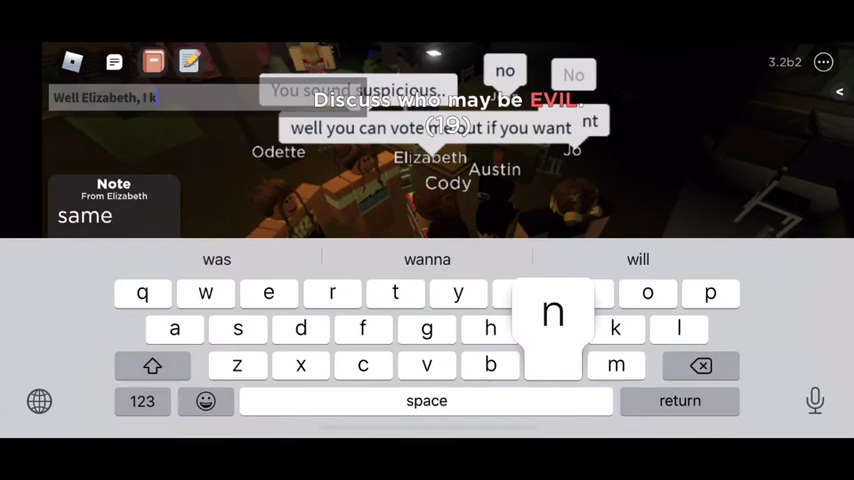 3.2b2
no
No
You sound suspicious..
Well Elizabeth, I k
Discuss who may be EVIL.
(19)
well you can vote me out if you want
nt
Odette
Elizabeth
Jo
Austin
Cody
Note
From Elizabeth
same
<
was wanna will
q w e r t y o p
a s d f g h k l
n
z x c v b m
123 space return